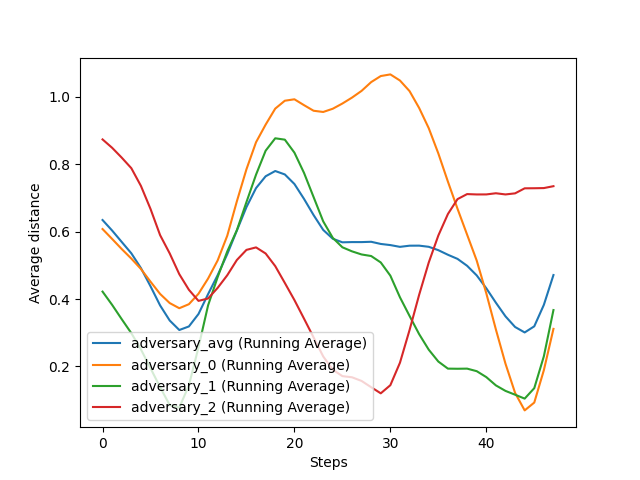 1.0
0.8
0.6
0.4
0.2
Average distance
adversary_avg (Running Average)
adversary_0 (Running Average)
adversary_1 (Running Average)
adversary_2 (Running Average)
0 10 20 30 40
Steps